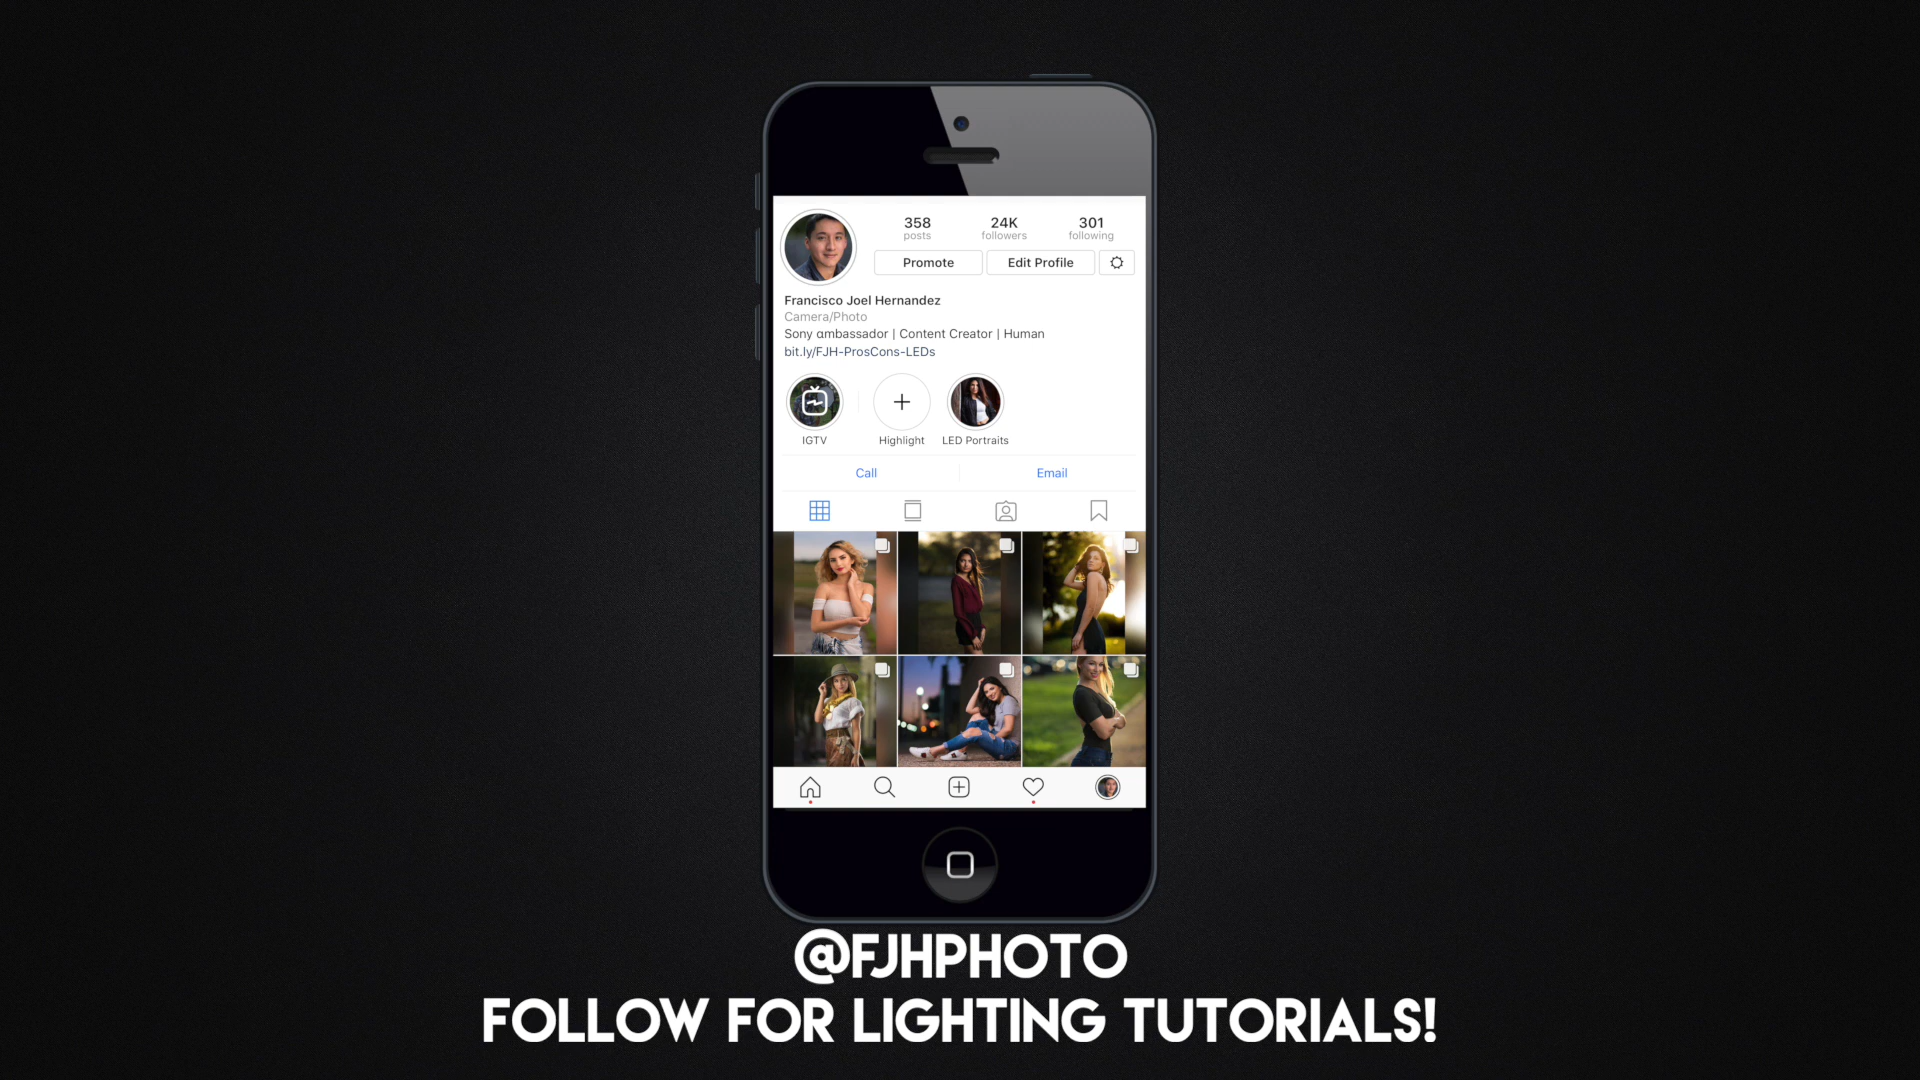 358 24K 301
posts followers following
Promote Edit Profile
Francisco Joel Hernandez
Camera/Photo
Sony αmbassador | Content Creator | Human
bit.ly/FJH-ProsCons-LEDs
IGTV Highlight LED Portraits
Call Email
@FJHPHOTO
FOLLOW FOR LIGHTING TUTORIALS!